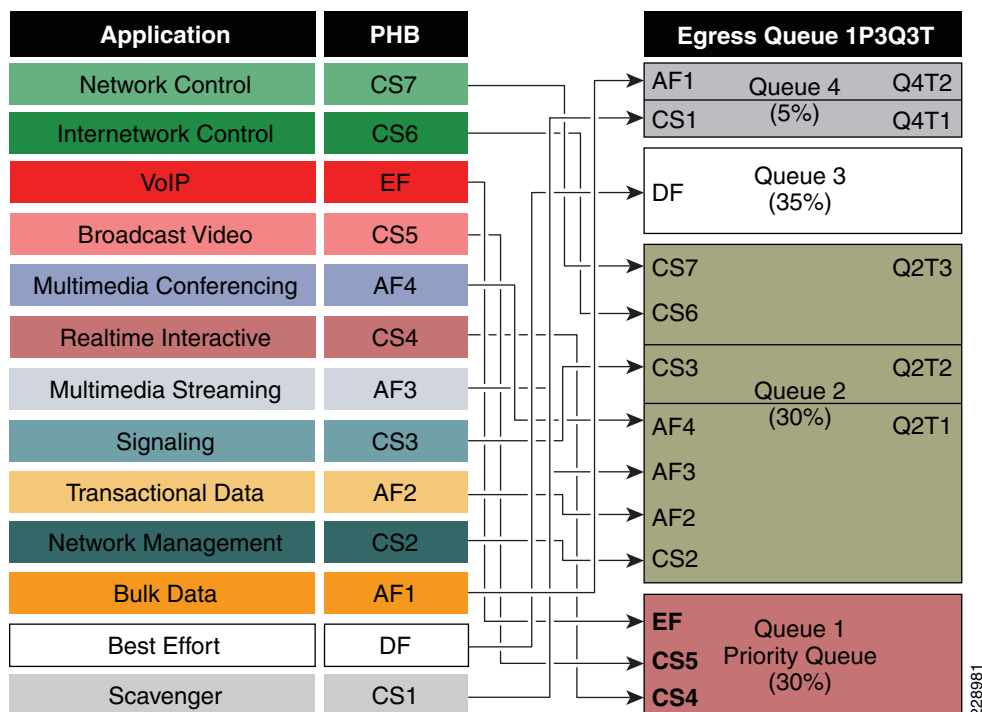 Application PHB Egress Queue 1P3Q3T
Network Control CS7
Internetwork Control CS6
VoIP EF
Broadcast Video CS5
Multimedia Conferencing AF4
Realtime Interactive CS4
Multimedia Streaming AF3
Signaling CS3
Transactional Data AF2
Network Management CS2
Bulk Data AF1
Best Effort DF
Scavenger CS1
AF1 Queue 4 Q4T2
(5%)
CS1 Q4T1
DF Queue 3
(35%)
CS7 Q2T3
CS6
CS3 Q2T2
Queue 2
(30%)
AF4 Q2T1
AF3
AF2
CS2
EF Queue 1
CS5 Priority Queue
(30%)
CS4
228981